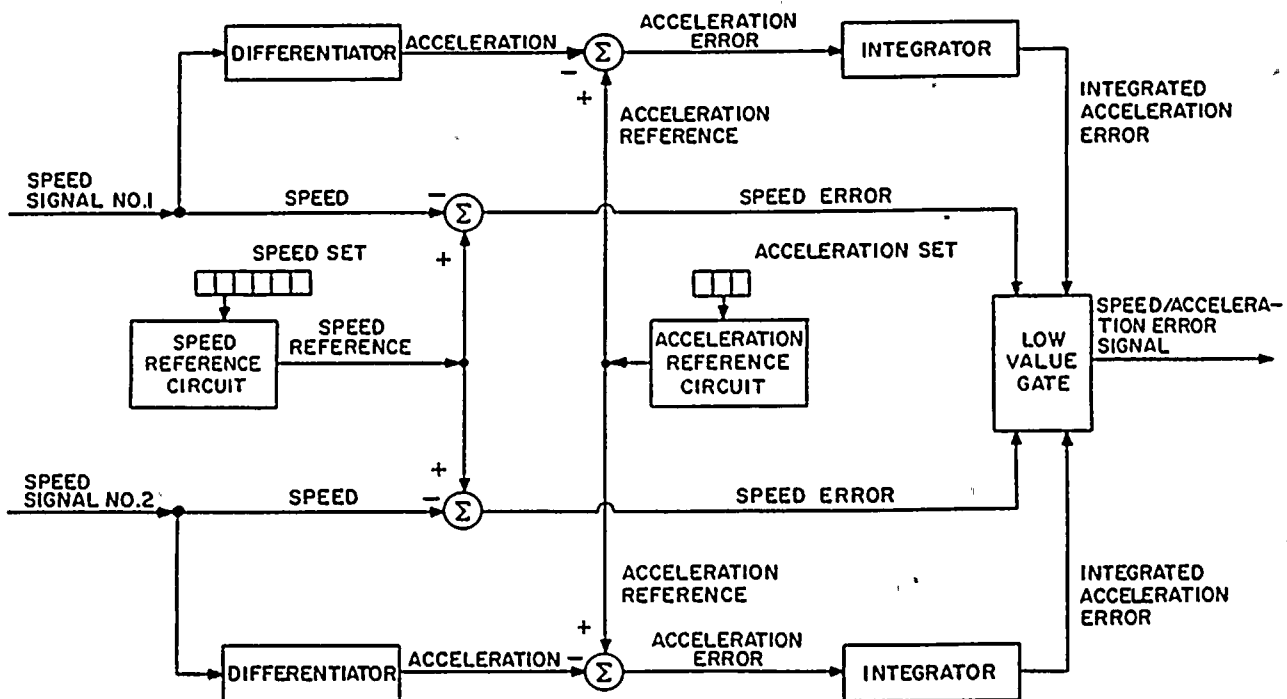 DIFFERENTIATOR
ACCELERATION
Σ
−
+
ACCELERATION
ERROR
INTEGRATOR
INTEGRATED
ACCELERATION
ERROR
ACCELERATION
REFERENCE
SPEED
SIGNAL NO.1
SPEED
−
Σ
+
SPEED ERROR
SPEED SET
ACCELERATION SET
SPEED
REFERENCE
CIRCUIT
SPEED
REFERENCE
ACCELERATION
REFERENCE
CIRCUIT
LOW
VALUE
GATE
SPEED/ACCELERA-
TION ERROR
SIGNAL
SPEED
SIGNAL NO.2
SPEED
+
−
Σ
SPEED ERROR
ACCELERATION
REFERENCE
INTEGRATED
ACCELERATION
ERROR
DIFFERENTIATOR
ACCELERATION
+
−
Σ
ACCELERATION
ERROR
INTEGRATOR